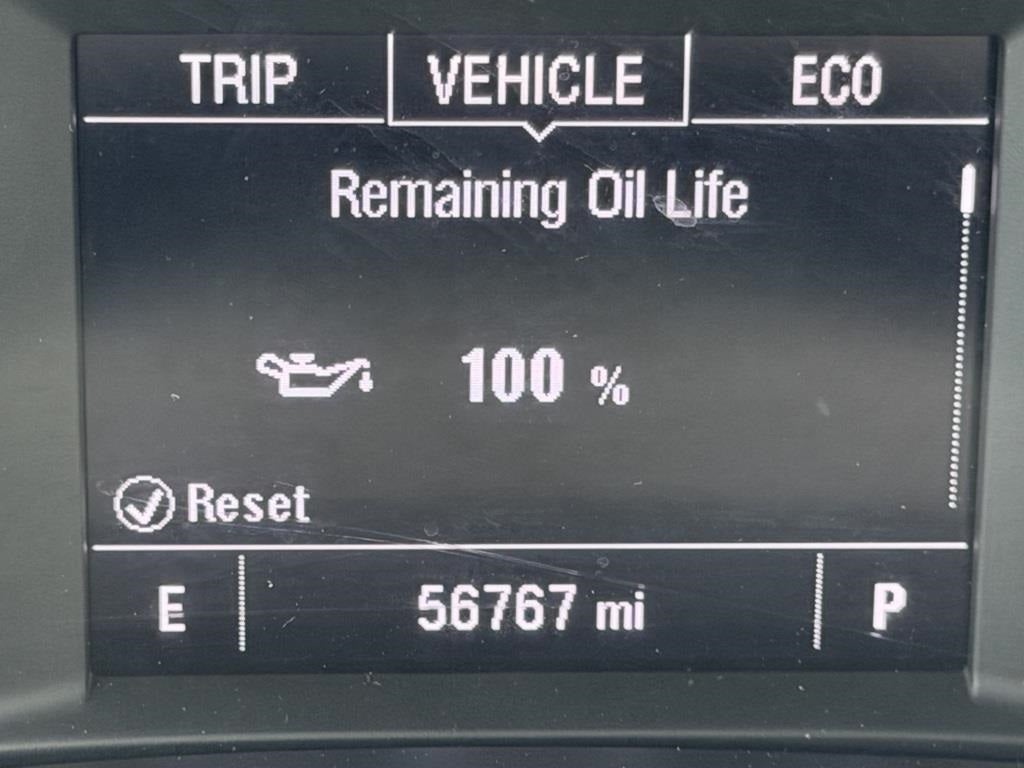 TRIP VEHICLE ECO
Remaining Oil Life
100 %
Reset
E 56767 mi P